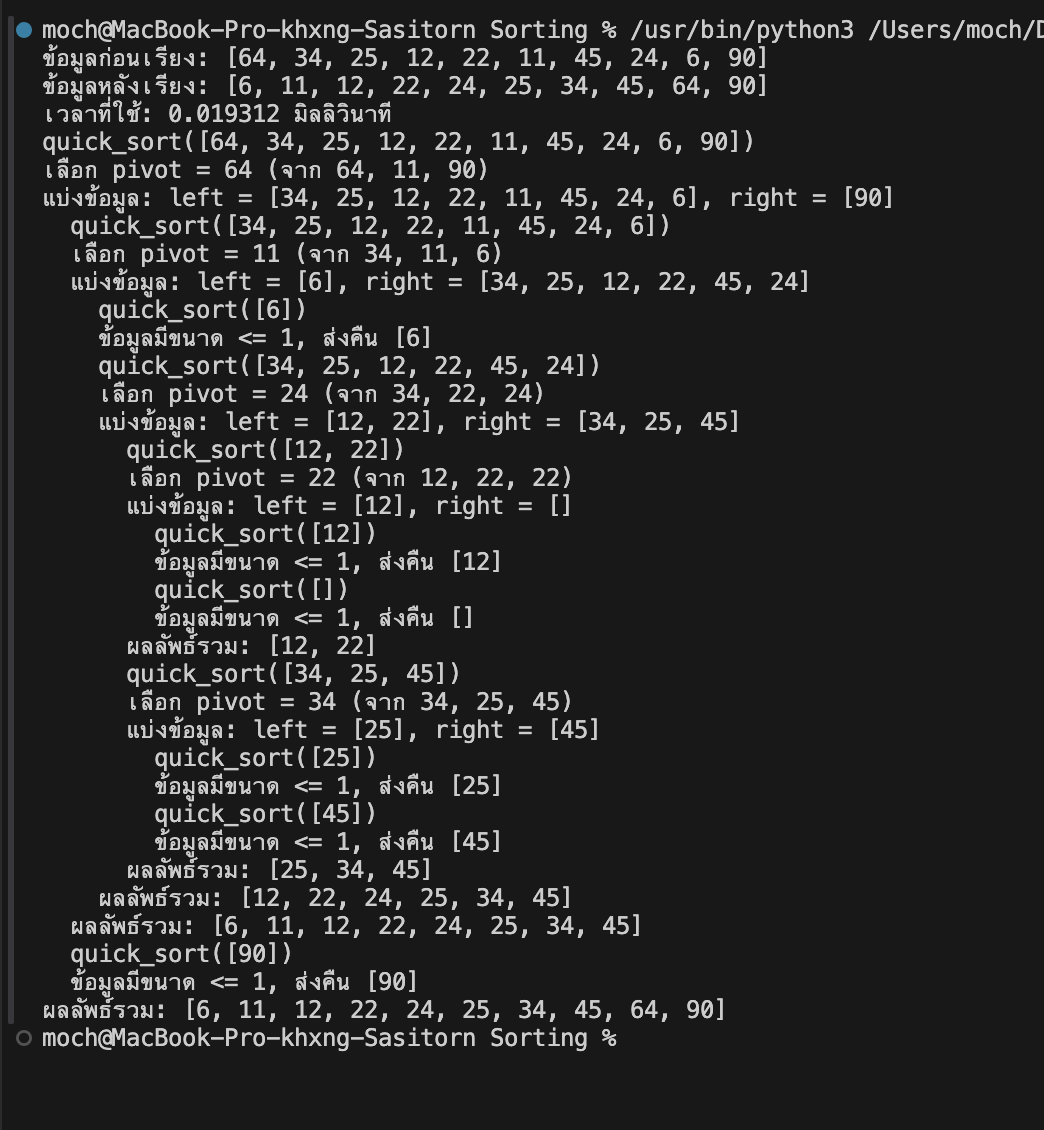 moch@MacBook-Pro-khxng-Sasitorn Sorting % /usr/bin/python3 /Users/moch/D
ข้อมูลก่อนเรียง: [64, 34, 25, 12, 22, 11, 45, 24, 6, 90]
ข้อมูลหลังเรียง: [6, 11, 12, 22, 24, 25, 34, 45, 64, 90]
เวลาที่ใช้: 0.019312 มิลลิวินาที
quick_sort([64, 34, 25, 12, 22, 11, 45, 24, 6, 90])
เลือก pivot = 64 (จาก 64, 11, 90)
แบ่งข้อมูล: left = [34, 25, 12, 22, 11, 45, 24, 6], right = [90]
quick_sort([34, 25, 12, 22, 11, 45, 24, 6])
เลือก pivot = 11 (จาก 34, 11, 6)
แบ่งข้อมูล: left = [6], right = [34, 25, 12, 22, 45, 24]
quick_sort([6])
ข้อมูลมีขนาด <= 1, ส่งคืน [6]
quick_sort([34, 25, 12, 22, 45, 24])
เลือก pivot = 24 (จาก 34, 22, 24)
แบ่งข้อมูล: left = [12, 22], right = [34, 25, 45]
quick_sort([12, 22])
เลือก pivot = 22 (จาก 12, 22, 22)
แบ่งข้อมูล: left = [12], right = []
quick_sort([12])
ข้อมูลมีขนาด <= 1, ส่งคืน [12]
quick_sort([])
ข้อมูลมีขนาด <= 1, ส่งคืน []
ผลลัพธ์รวม: [12, 22]
quick_sort([34, 25, 45])
เลือก pivot = 34 (จาก 34, 25, 45)
แบ่งข้อมูล: left = [25], right = [45]
quick_sort([25])
ข้อมูลมีขนาด <= 1, ส่งคืน [25]
quick_sort([45])
ข้อมูลมีขนาด <= 1, ส่งคืน [45]
ผลลัพธ์รวม: [25, 34, 45]
ผลลัพธ์รวม: [12, 22, 24, 25, 34, 45]
ผลลัพธ์รวม: [6, 11, 12, 22, 24, 25, 34, 45]
quick_sort([90])
ข้อมูลมีขนาด <= 1, ส่งคืน [90]
ผลลัพธ์รวม: [6, 11, 12, 22, 24, 25, 34, 45, 64, 90]
moch@MacBook-Pro-khxng-Sasitorn Sorting %